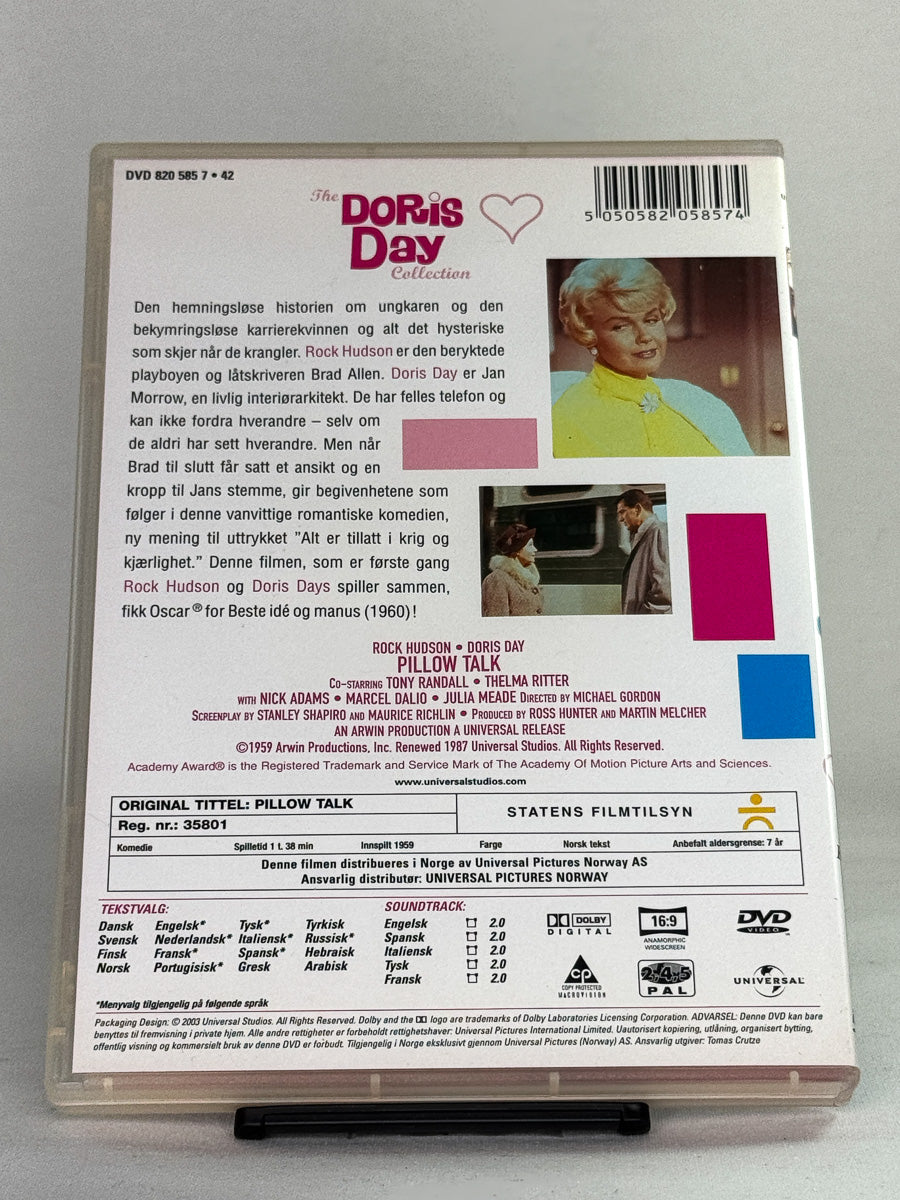 DVD 820 585 7 • 42
The
DORiS
Day
Collection
5 050582 058574
Den hemningsløse historien om ungkaren og den
bekymringsløse karrierekvinnen og alt det hysteriske
som skjer når de krangler. Rock Hudson er den beryktede
playboyen og låtskriveren Brad Allen. Doris Day er Jan
Morrow, en livlig interiørarkitekt. De har felles telefon og
kan ikke fordra hverandre – selv om
de aldri har sett hverandre. Men når
Brad til slutt får satt et ansikt og en
kropp til Jans stemme, gir begivenhetene som
følger i denne vanvittige romantiske komedien,
ny mening til uttrykket ”Alt er tillatt i krig og
kjærlighet.” Denne filmen, som er første gang
Rock Hudson og Doris Days spiller sammen,
fikk Oscar® for Beste idé og manus (1960)!
ROCK HUDSON • DORIS DAY
PILLOW TALK
CO-STARRING TONY RANDALL • THELMA RITTER
WITH NICK ADAMS • MARCEL DALIO • JULIA MEADE DIRECTED BY MICHAEL GORDON
SCREENPLAY BY STANLEY SHAPIRO AND MAURICE RICHLIN • PRODUCED BY ROSS HUNTER AND MARTIN MELCHER
AN ARWIN PRODUCTION A UNIVERSAL RELEASE
©1959 Arwin Productions, Inc. Renewed 1987 Universal Studios. All Rights Reserved.
Academy Award® is the Registered Trademark and Service Mark of The Academy Of Motion Picture Arts and Sciences.
www.universalstudios.com
ORIGINAL TITTEL: PILLOW TALK
Reg. nr.: 35801
STATENS FILMTILSYN
Komedie Spilletid 1 t. 38 min Innspilt 1959 Farge Norsk tekst Anbefalt aldersgrense: 7 år
Denne filmen distribueres i Norge av Universal Pictures Norway AS
Ansvarlig distributør: UNIVERSAL PICTURES NORWAY
TEKSTVALG:
Dansk Engelsk* Tysk* Tyrkisk
Svensk Nederlandsk* Italiensk* Russisk*
Finsk Fransk* Spansk* Hebraisk
Norsk Portugisisk* Gresk Arabisk
*Menyvalg tilgjengelig på følgende språk
SOUNDTRACK:
Engelsk 2.0
Spansk 2.0
Italiensk 2.0
Tysk 2.0
Fransk 2.0
DOLBY
DIGITAL
16:9
ANAMORPHIC
WIDESCREEN
DVD
VIDEO
CP
COPY PROTECTED
MACROVISION
2•4•5
PAL
UNIVERSAL
Packaging Design: © 2003 Universal Studios. All Rights Reserved. Dolby and the logo are trademarks of Dolby Laboratories Licensing Corporation. ADVARSEL: Denne DVD kan bare
benyttes til fremvisning i private hjem. Alle andre rettigheter er forbeholdt rettighetshaver: Universal Pictures International Limited. Uautorisert kopiering, utlåning, organisert bytting,
offentlig visning og kommersielt bruk av denne DVD er forbudt. Tilgjengelig i Norge eksklusivt gjennom Universal Pictures (Norway) AS. Ansvarlig utgiver: Tomas Crutze